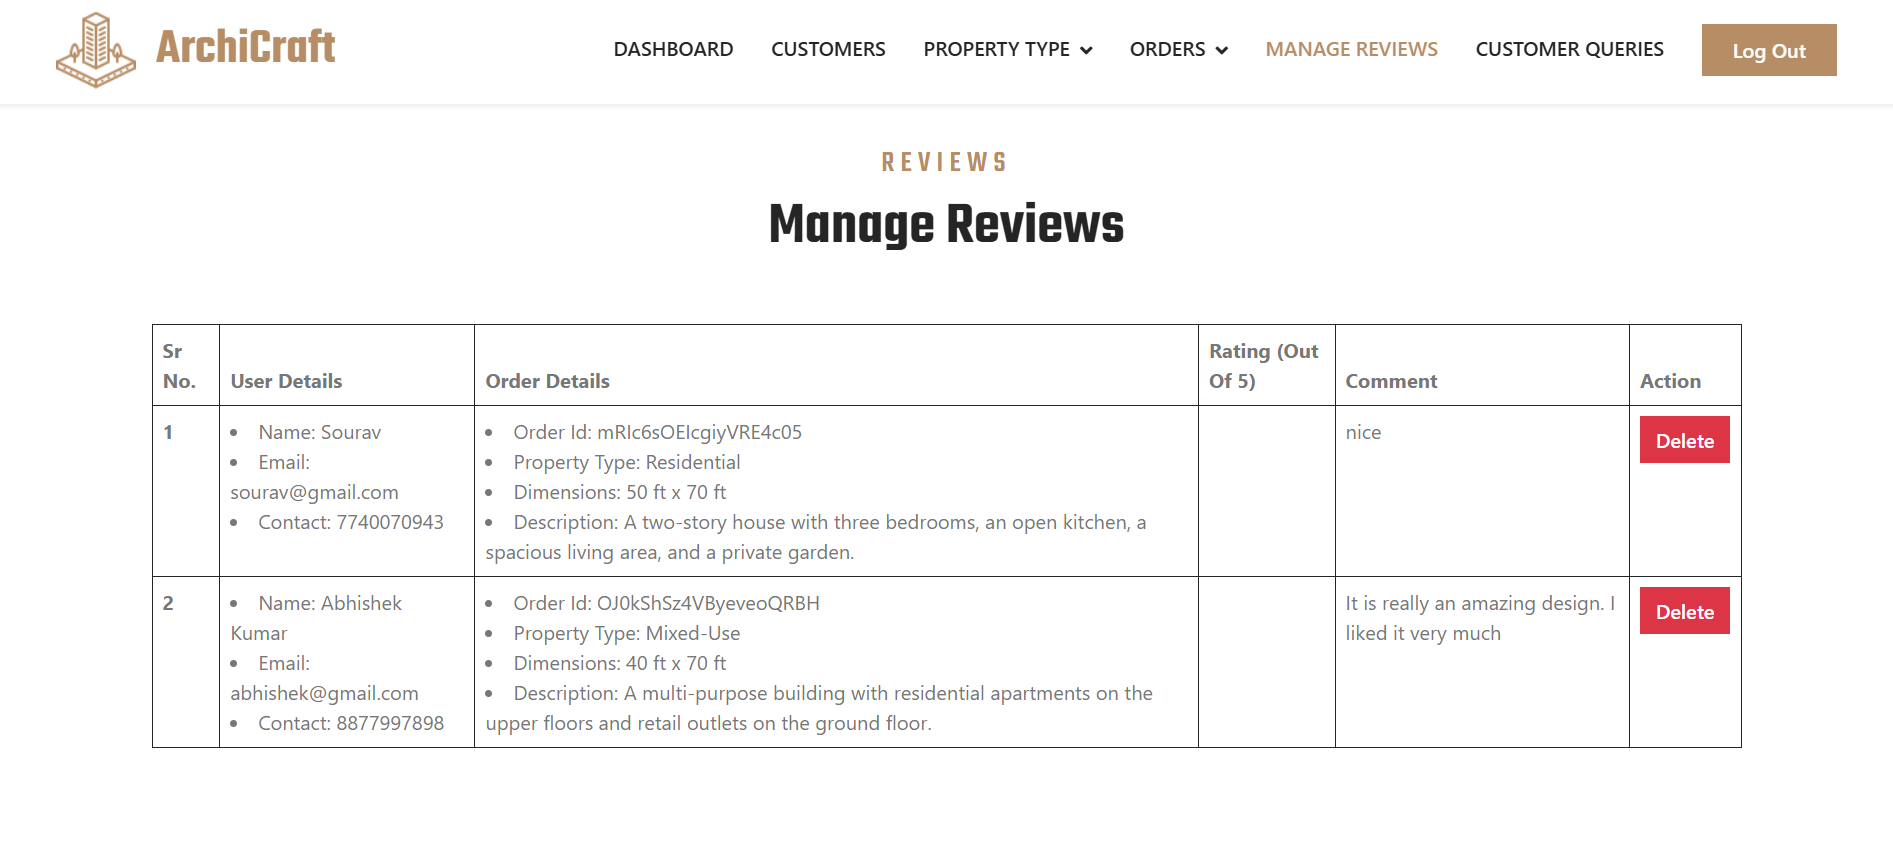 ArchiCraft
DASHBOARD CUSTOMERS PROPERTY TYPE ORDERS MANAGE REVIEWS CUSTOMER QUERIES Log Out
REVIEWS
Manage Reviews
Sr No. User Details Order Details Rating (Out Of 5) Comment Action
1
Name: Sourav
Email:
sourav@gmail.com
Contact: 7740070943
Order Id: mRIc6sOEIcgiyVRE4c05
Property Type: Residential
Dimensions: 50 ft x 70 ft
Description: A two-story house with three bedrooms, an open kitchen, a
spacious living area, and a private garden.
nice
Delete
2
Name: Abhishek
Kumar
Email:
abhishek@gmail.com
Contact: 8877997898
Order Id: OJ0kShSz4VByeveoQRBH
Property Type: Mixed-Use
Dimensions: 40 ft x 70 ft
Description: A multi-purpose building with residential apartments on the
upper floors and retail outlets on the ground floor.
It is really an amazing design. I
liked it very much
Delete